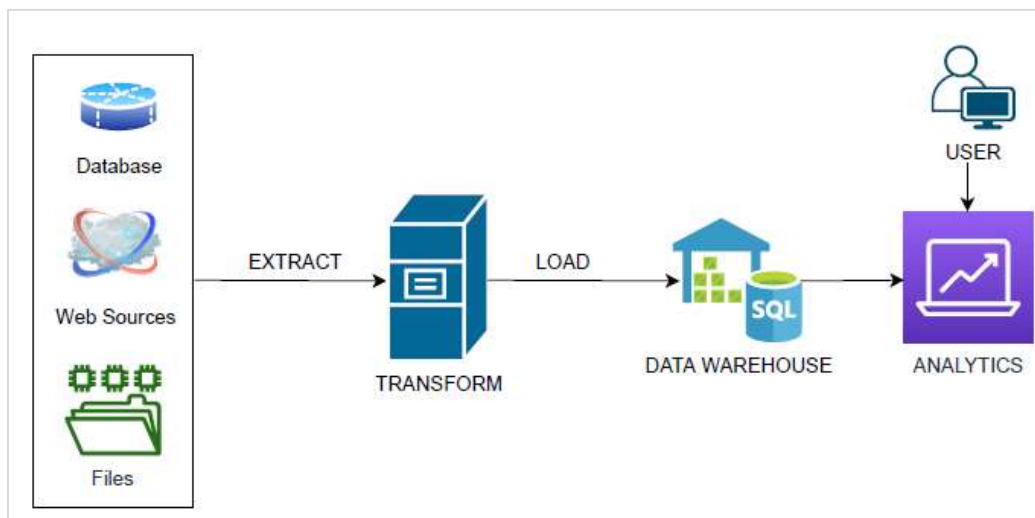 Database
Web Sources
Files
EXTRACT
TRANSFORM
LOAD
SQL
DATA WAREHOUSE
USER
ANALYTICS